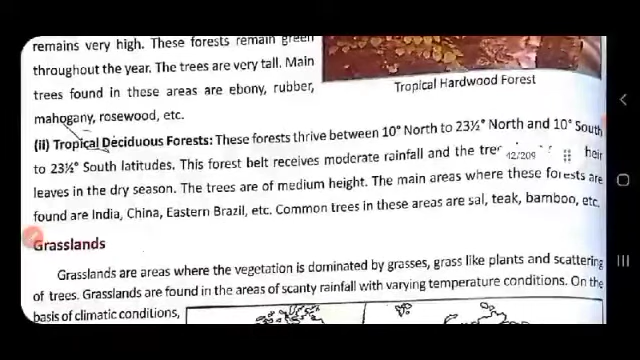 remains very high. These forests remain green
throughout the year. The trees are very tall. Main
trees found in these areas are ebony, rubber,
mahogany, rosewood, etc.
Tropical Hardwood Forest
(ii) Tropical Deciduous Forests: These forests thrive between 10° North to 23½° North and 10° South
to 23½° South latitudes. This forest belt receives moderate rainfall and the heir
42/209
leaves in the dry season. The trees are of medium height. The main areas where these forests are
found are India, China, Eastern Brazil, etc. Common trees in these areas are sal, teak, bamboo, etc.
Grasslands
Grasslands are areas where the vegetation is dominated by grasses, grass like plants and scattering
of trees. Grasslands are found in the areas of scanty rainfall with varying temperature conditions. On the
basis of climatic conditions,